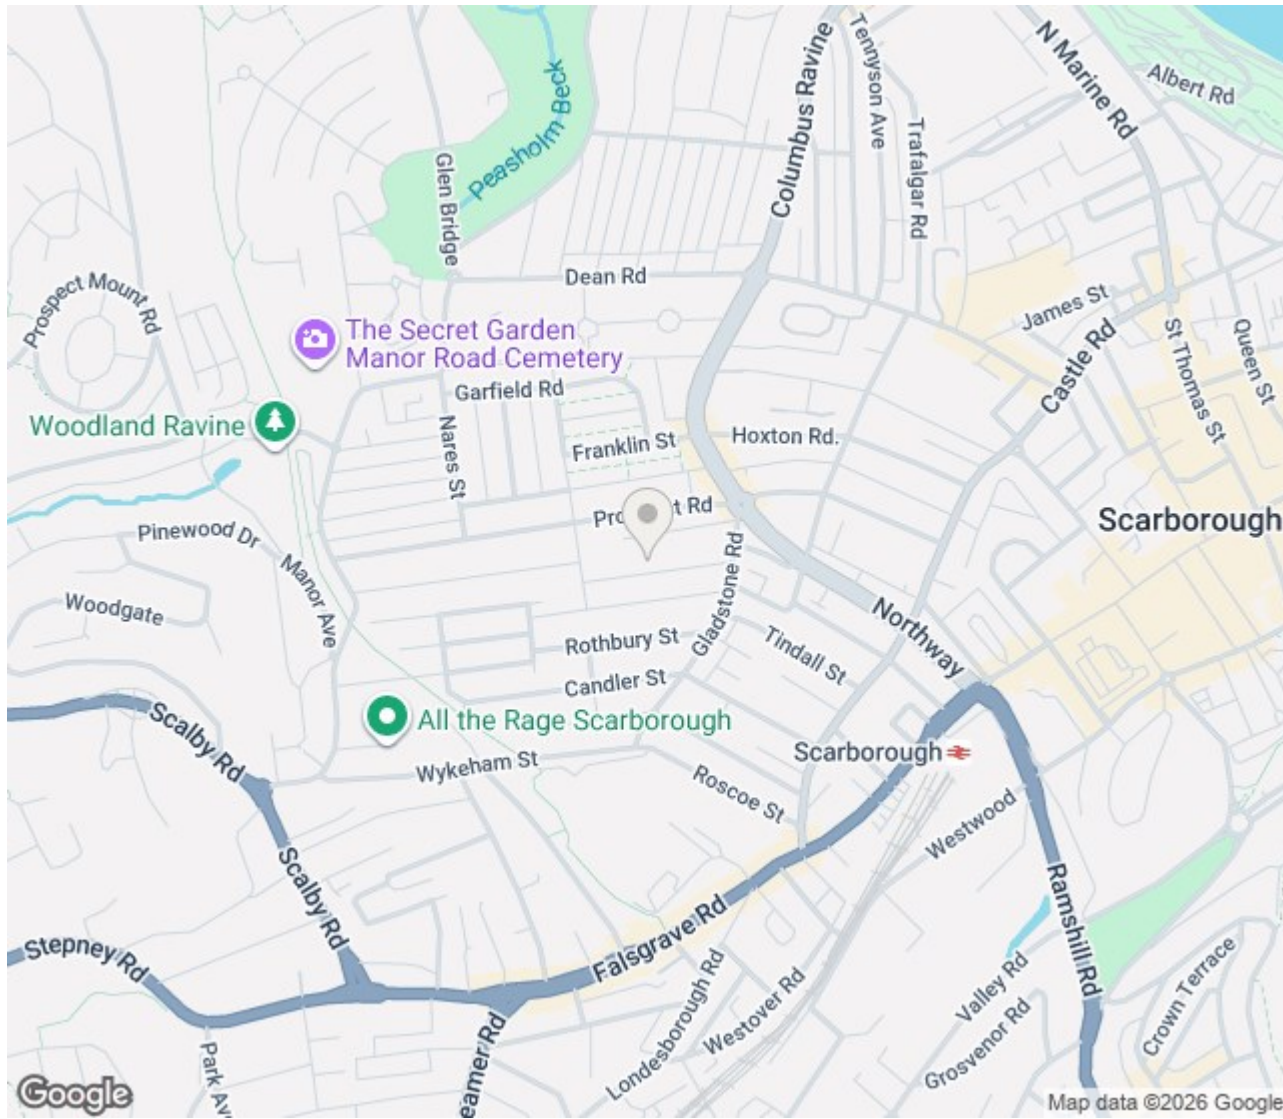 N Marine Rd
Albert Rd
Tennyson Ave
Columbus Ravine
Trafalgar Rd
Peasholm Beck
Glen Bridge
Dean Rd
Prospect Mount Rd
James St
Castle Rd
St Thomas St
Queen St
The Secret Garden
Manor Road Cemetery
Garfield Rd
Woodland Ravine
Nares St
Franklin St
Hoxton Rd.
Scarborough
Pinewood Dr
Manor Ave
Woodgate
Gladstone Rd
Northway
Rothbury St
Tindall St
Candler St
All the Rage Scarborough
Scalby Rd
Wykeham St
Scarborough
Roscoe St
Westwood
Scalby Rd
Ramshill Rd
Falsgrave Rd
Stepney Rd
Londesborough Rd
Westover Rd
Valley Rd
Grosvenor Rd
Crown Terrace
Park Av
eamer Rd
Google
Map data ©2026 Google